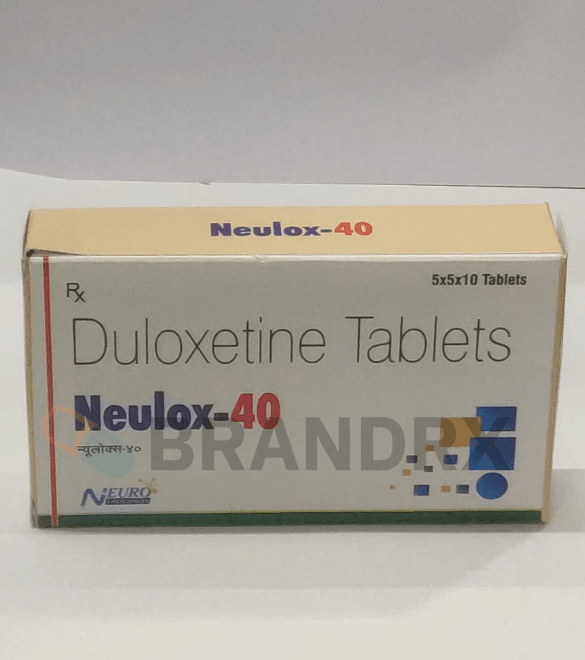 Neulox-40
5x5x10 Tablets
Rx
Duloxetine Tablets
Neulox-40
BRANDRX
न्यूलोक्स-४०
NEURO